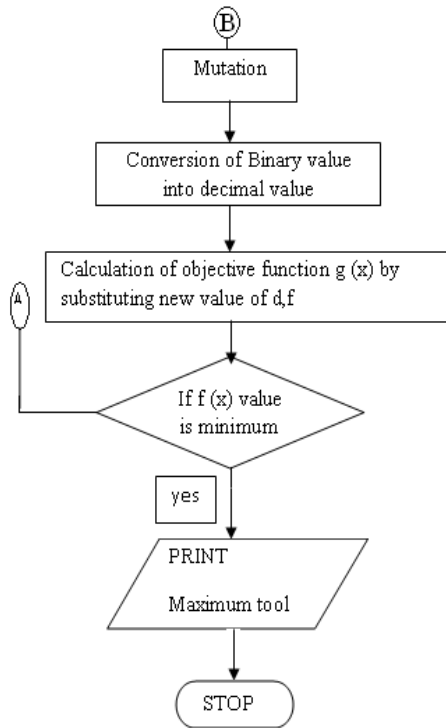 B
Mutation
Conversion of Binary value
into decimal value
Calculation of objective function g (x) by
substituting new value of d,f
A
If f (x) value
is minimum
yes
PRINT
Maximum tool
STOP